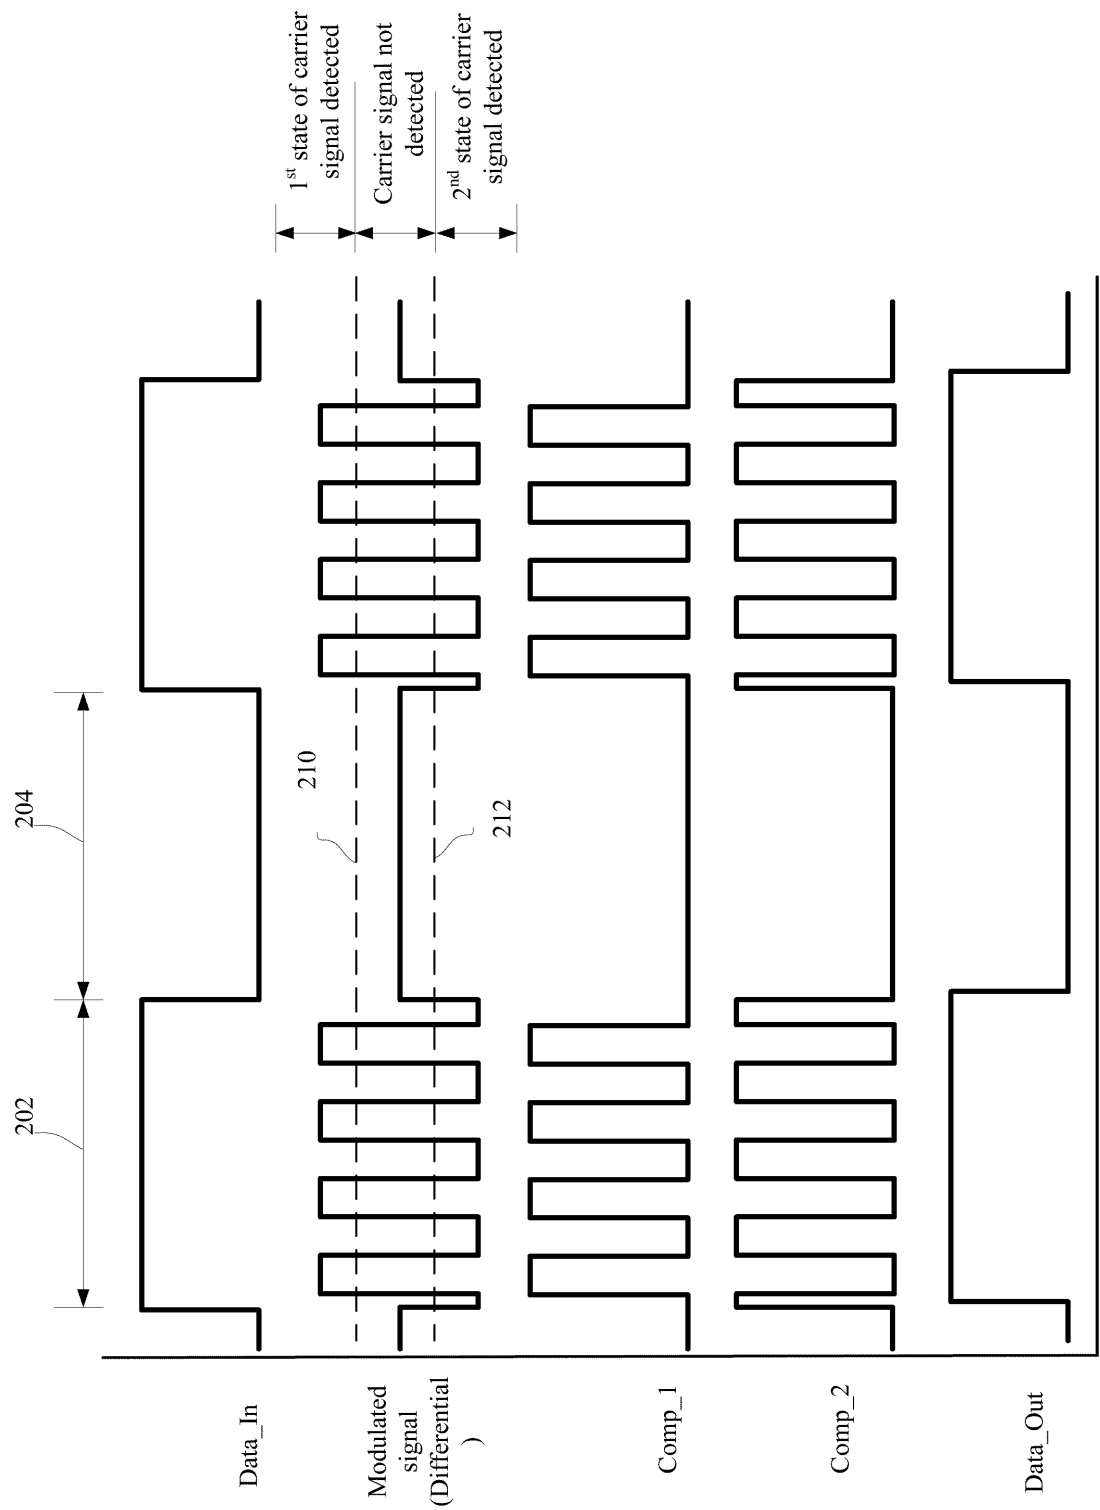 202
204
Data_In
1st state of carrier
signal detected
Carrier signal not
detected
2nd state of carrier
signal detected
210
212
Modulated
signal
(Differential
)
Comp_1
Comp_2
Data_Out